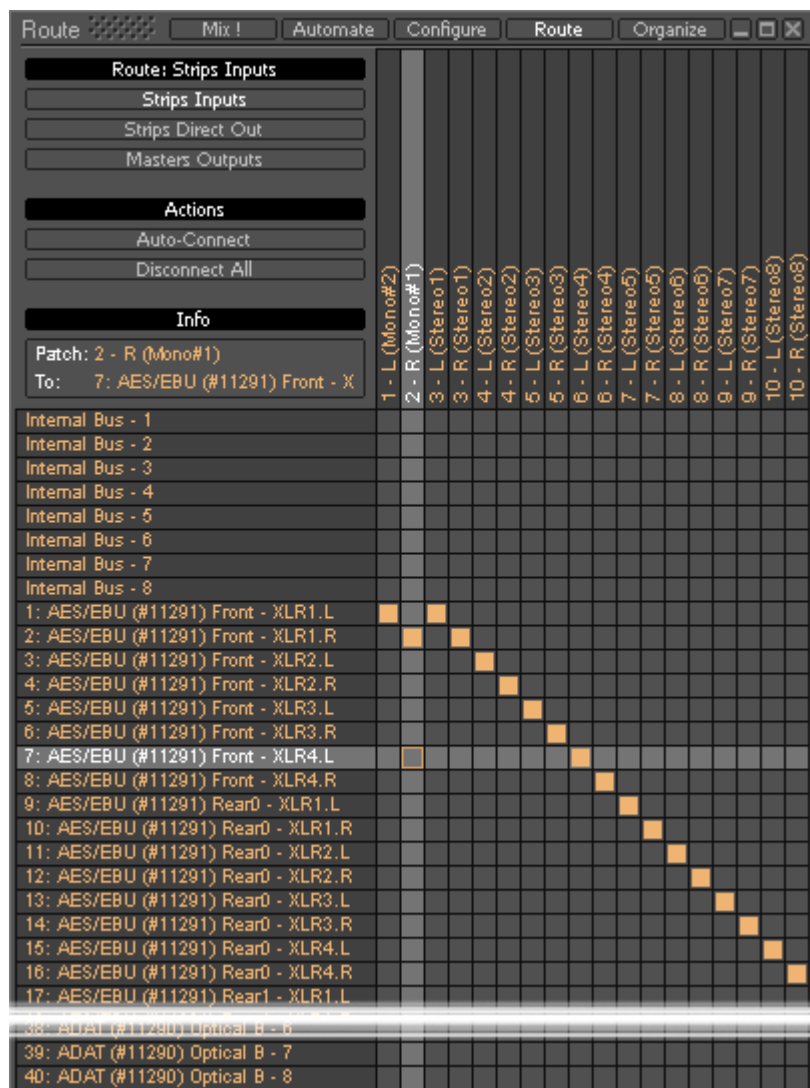 Route Mix ! Automate Configure Route Organize
Route: Strips Inputs
Strips Inputs
Strips Direct Out
Masters Outputs
Actions
Auto-Connect
Disconnect All
Info
Patch: 2 - R (Mono#1)
To: 7: AES/EBU (#11291) Front - X
1 - L (Mono#2)
2 - R (Mono#1)
3 - L (Stereo1)
3 - R (Stereo1)
4 - L (Stereo2)
4 - R (Stereo2)
5 - L (Stereo3)
5 - R (Stereo3)
6 - L (Stereo4)
6 - R (Stereo4)
7 - L (Stereo5)
7 - R (Stereo5)
8 - L (Stereo6)
8 - R (Stereo6)
9 - L (Stereo7)
9 - R (Stereo7)
10 - L (Stereo8)
10 - R (Stereo8)
Internal Bus - 1
Internal Bus - 2
Internal Bus - 3
Internal Bus - 4
Internal Bus - 5
Internal Bus - 6
Internal Bus - 7
Internal Bus - 8
1: AES/EBU (#11291) Front - XLR1.L
2: AES/EBU (#11291) Front - XLR1.R
3: AES/EBU (#11291) Front - XLR2.L
4: AES/EBU (#11291) Front - XLR2.R
5: AES/EBU (#11291) Front - XLR3.L
6: AES/EBU (#11291) Front - XLR3.R
7: AES/EBU (#11291) Front - XLR4.L
8: AES/EBU (#11291) Front - XLR4.R
9: AES/EBU (#11291) Rear0 - XLR1.L
10: AES/EBU (#11291) Rear0 - XLR1.R
11: AES/EBU (#11291) Rear0 - XLR2.L
12: AES/EBU (#11291) Rear0 - XLR2.R
13: AES/EBU (#11291) Rear0 - XLR3.L
14: AES/EBU (#11291) Rear0 - XLR3.R
15: AES/EBU (#11291) Rear0 - XLR4.L
16: AES/EBU (#11291) Rear0 - XLR4.R
17: AES/EBU (#11291) Rear1 - XLR1.L
38: ADAT (#11290) Optical B - 6
39: ADAT (#11290) Optical B - 7
40: ADAT (#11290) Optical B - 8